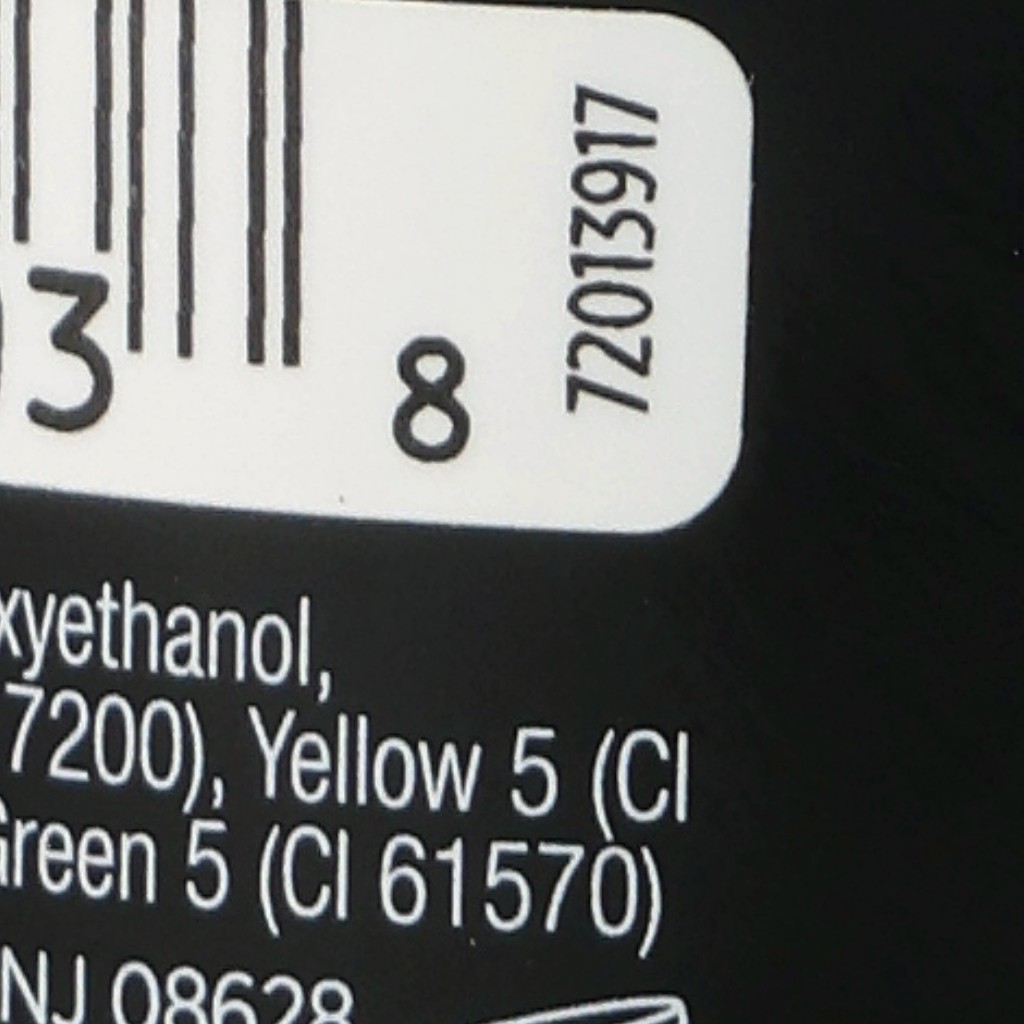 3 8
72013917
xyethanol,
7200), Yellow 5 (CI
Green 5 (CI 61570)
NJ 08628